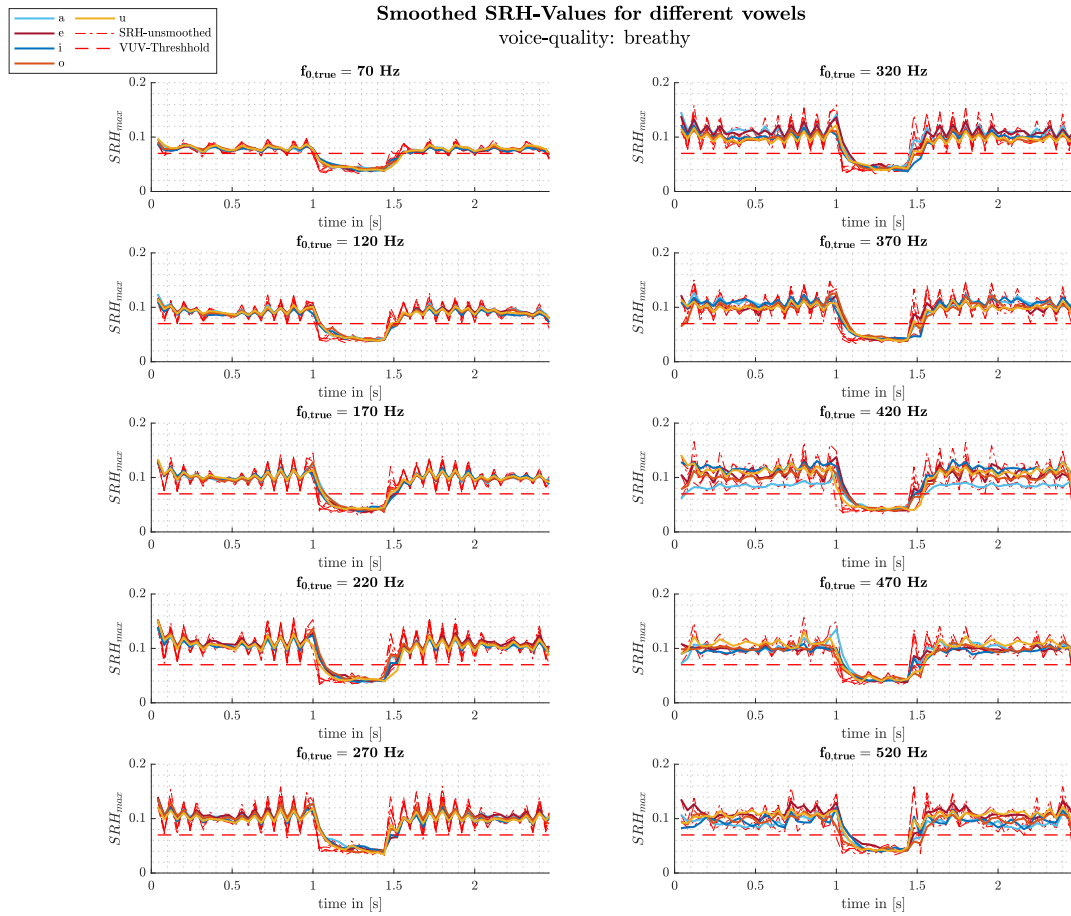 Smoothed SRH-Values for different vowels
voice-quality: breathy
a
e
i
o
u
SRH-unsmoothed
VUV-Threshhold
f0,true = 70 Hz
SRHmax
0.2
0.1
0
0 0.5 1 1.5 2
time in [s]
f0,true = 320 Hz
SRHmax
0.2
0.1
0
0 0.5 1 1.5 2
time in [s]
f0,true = 120 Hz
SRHmax
0.2
0.1
0
0 0.5 1 1.5 2
time in [s]
f0,true = 370 Hz
SRHmax
0.2
0.1
0
0 0.5 1 1.5 2
time in [s]
f0,true = 170 Hz
SRHmax
0.2
0.1
0
0 0.5 1 1.5 2
time in [s]
f0,true = 420 Hz
SRHmax
0.2
0.1
0
0 0.5 1 1.5 2
time in [s]
f0,true = 220 Hz
SRHmax
0.2
0.1
0
0 0.5 1 1.5 2
time in [s]
f0,true = 470 Hz
SRHmax
0.2
0.1
0
0 0.5 1 1.5 2
time in [s]
f0,true = 270 Hz
SRHmax
0.2
0.1
0
0 0.5 1 1.5 2
time in [s]
f0,true = 520 Hz
SRHmax
0.2
0.1
0
0 0.5 1 1.5 2
time in [s]